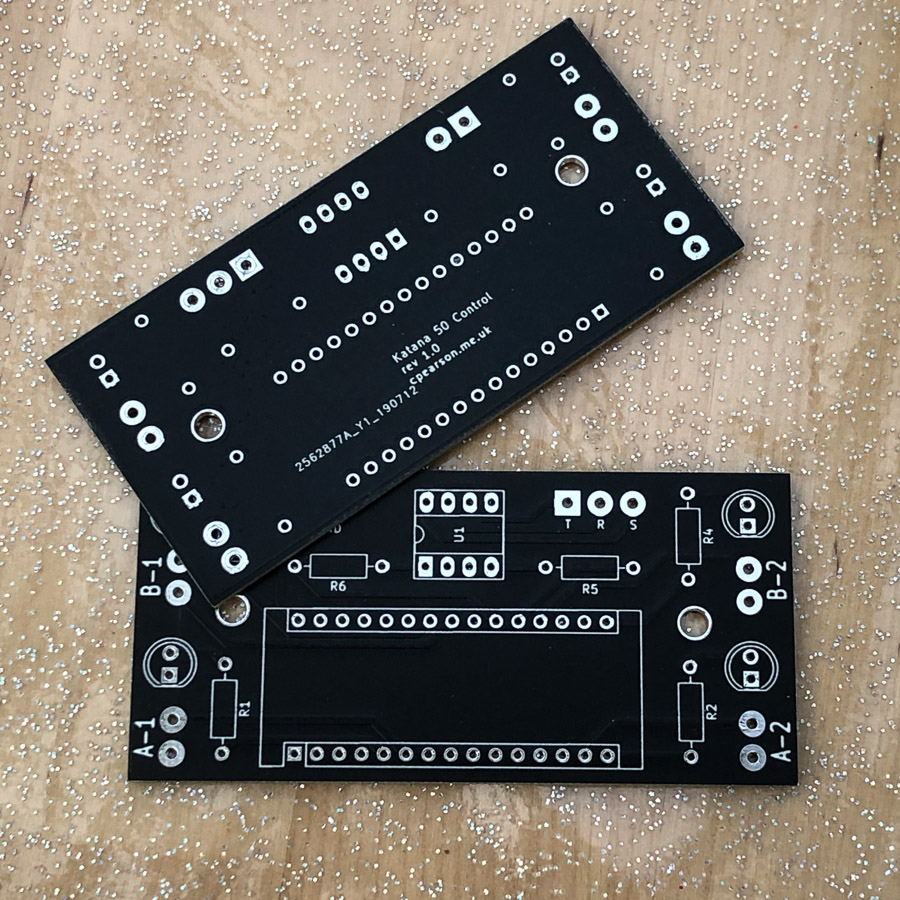 Katana 50 Control
rev 1.0
cpearson.me.uk
2562877A_Y1_190712
U1
T R S
R4
B-1
R6
R5
B-2
R1
R2
A-1
A-2